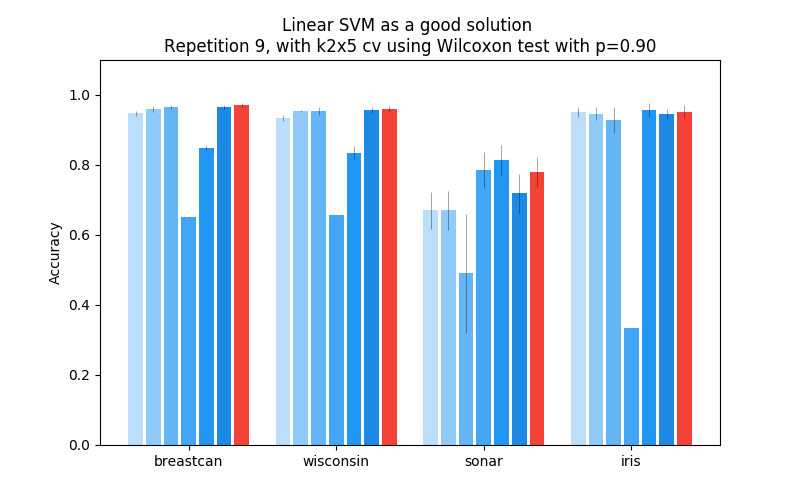 Linear SVM as a good solution
Repetition 9, with k2x5 cv using Wilcoxon test with p=0.90
1.0
0.8
0.6
0.4
0.2
0.0
Accuracy
breastcan wisconsin sonar iris